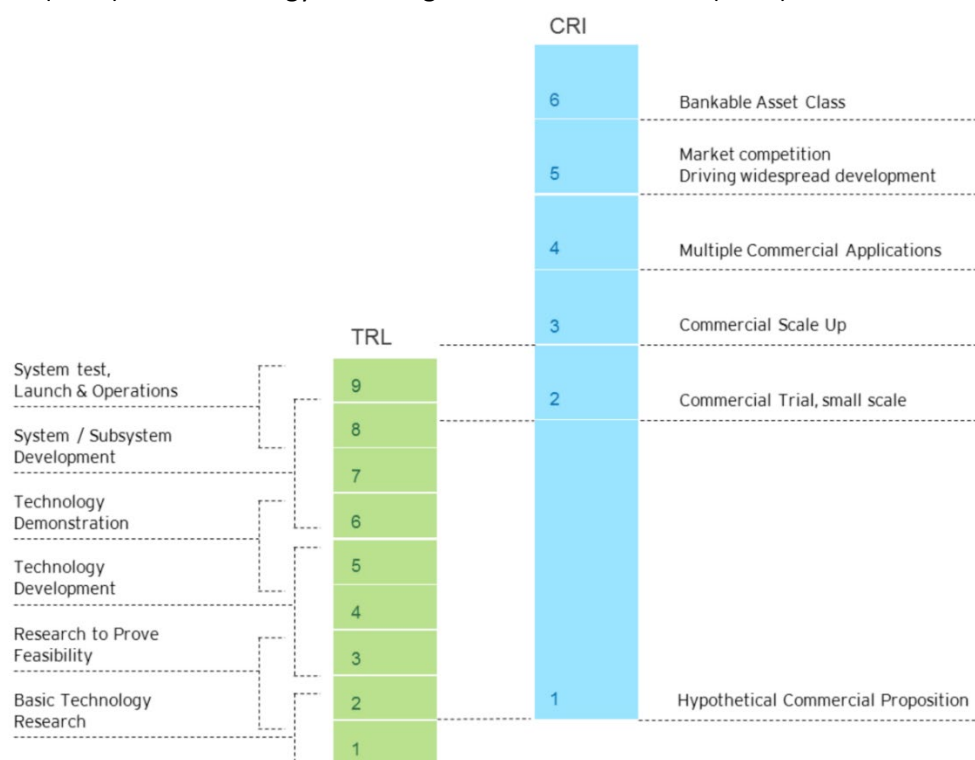 CRI
6
Bankable Asset Class
Market competition
5
Driving widespread development
4
Multiple Commercial Applications
3
Commercial Scale Up
TRL
System test,
Launch & Operations
9
2
Commercial Trial, small scale
8
System / Subsystem
Development
7
Technology
Demonstration
6
Technology
Development
5
4
Research to Prove
Feasibility
3
Basic Technology
Research
2
1
Hypothetical Commercial Proposition
1